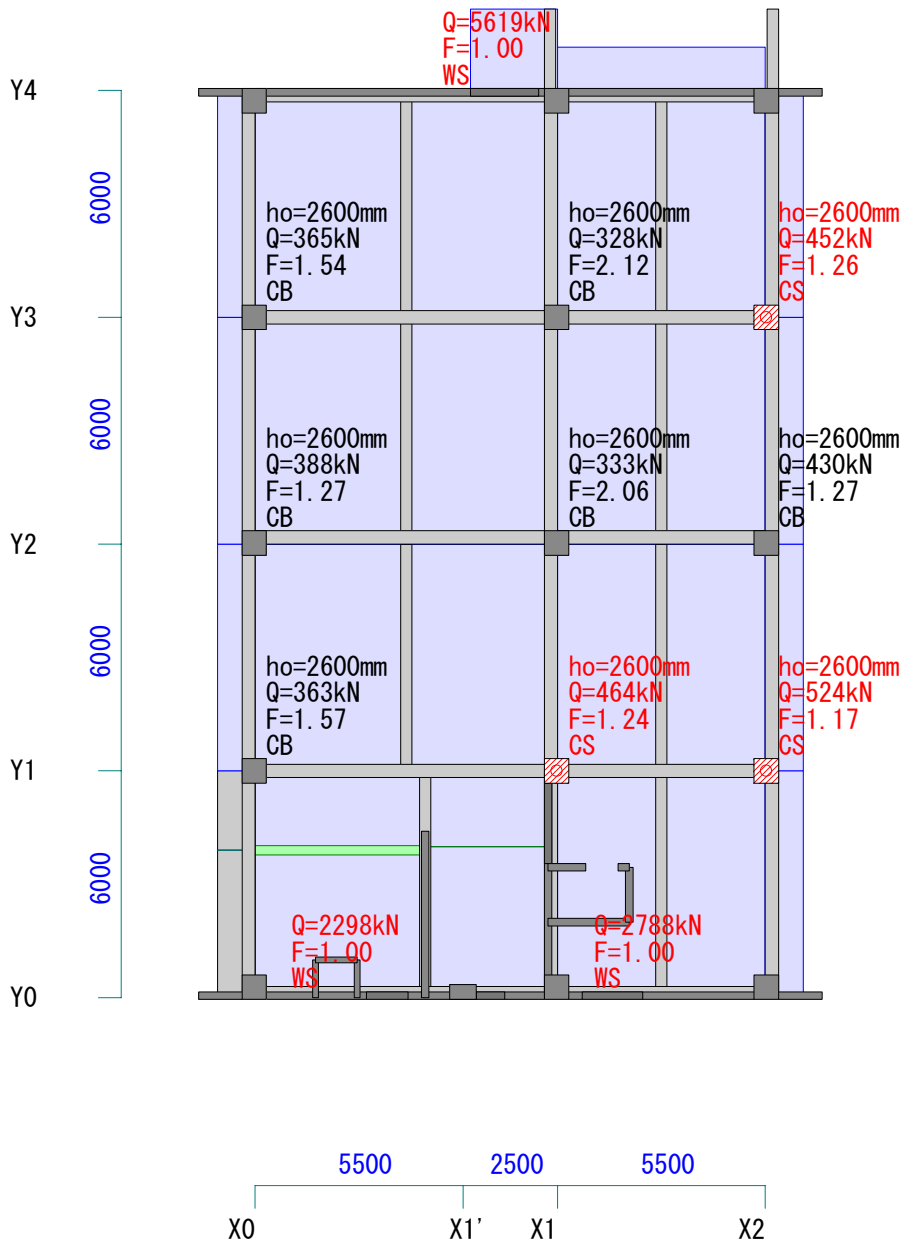 Q=5619kN
F=1.00
WS
Y4
6000
ho=2600mm
Q=365kN
F=1.54
CB
ho=2600mm
Q=328kN
F=2.12
CB
ho=2600mm
Q=452kN
F=1.26
CS
Y3
6000
ho=2600mm
Q=388kN
F=1.27
CB
ho=2600mm
Q=333kN
F=2.06
CB
ho=2600mm
Q=430kN
F=1.27
CB
Y2
6000
ho=2600mm
Q=363kN
F=1.57
CB
ho=2600mm
Q=464kN
F=1.24
CS
ho=2600mm
Q=524kN
F=1.17
CS
Y1
6000
Q=2298kN
F=1.00
WS
Q=2788kN
F=1.00
WS
Y0
5500
2500
5500
X0
X1'
X1
X2